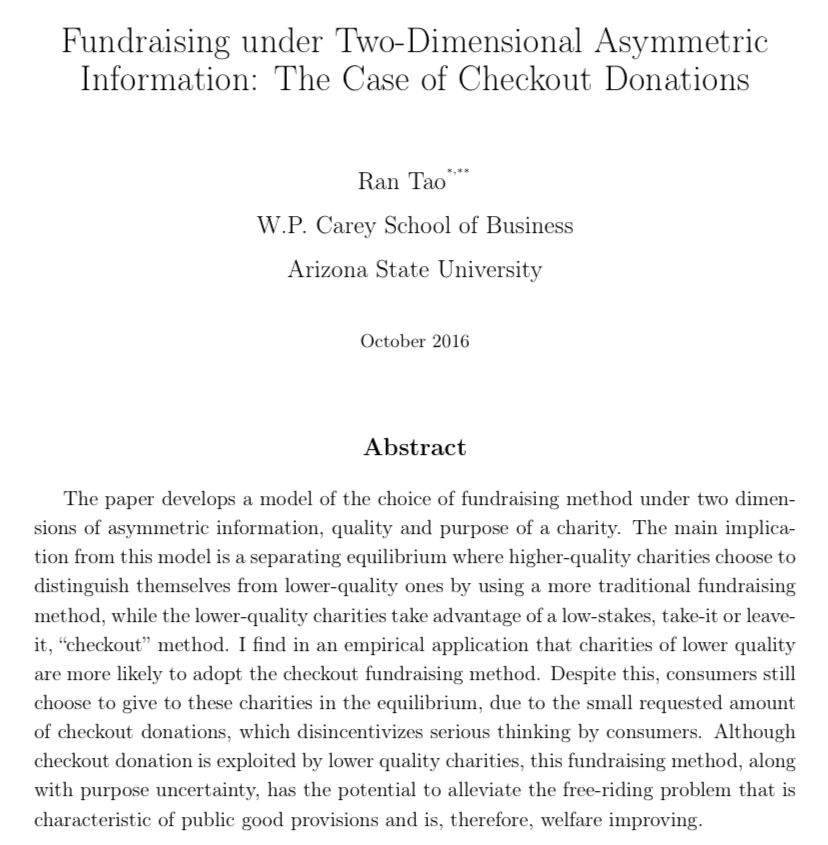 Fundraising under Two-Dimensional Asymmetric
Information: The Case of Checkout Donations
Ran Tao*,**
W.P. Carey School of Business
Arizona State University
October 2016
Abstract
The paper develops a model of the choice of fundraising method under two dimen-
sions of asymmetric information, quality and purpose of a charity. The main implica-
tion from this model is a separating equilibrium where higher-quality charities choose to
distinguish themselves from lower-quality ones by using a more traditional fundraising
method, while the lower-quality charities take advantage of a low-stakes, take-it or leave-
it, “checkout” method. I find in an empirical application that charities of lower quality
are more likely to adopt the checkout fundraising method. Despite this, consumers still
choose to give to these charities in the equilibrium, due to the small requested amount
of checkout donations, which disincentivizes serious thinking by consumers. Although
checkout donation is exploited by lower quality charities, this fundraising method, along
with purpose uncertainty, has the potential to alleviate the free-riding problem that is
characteristic of public good provisions and is, therefore, welfare improving.